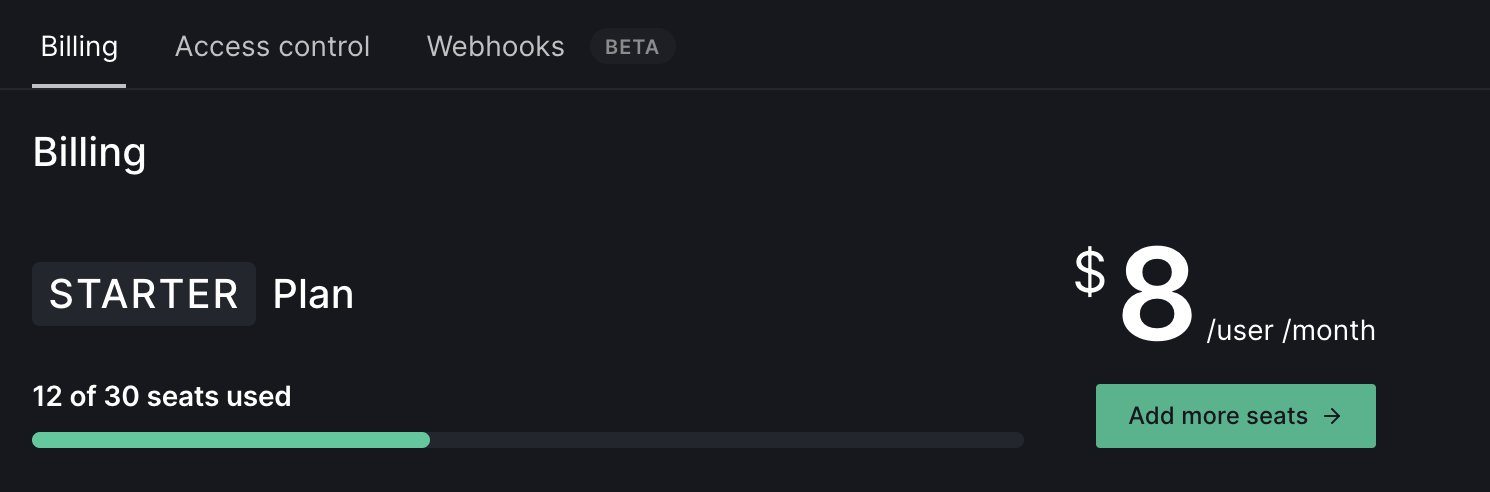 Billing Access control Webhooks BETA
Billing
STARTER Plan
$8 /user /month
12 of 30 seats used
Add more seats →